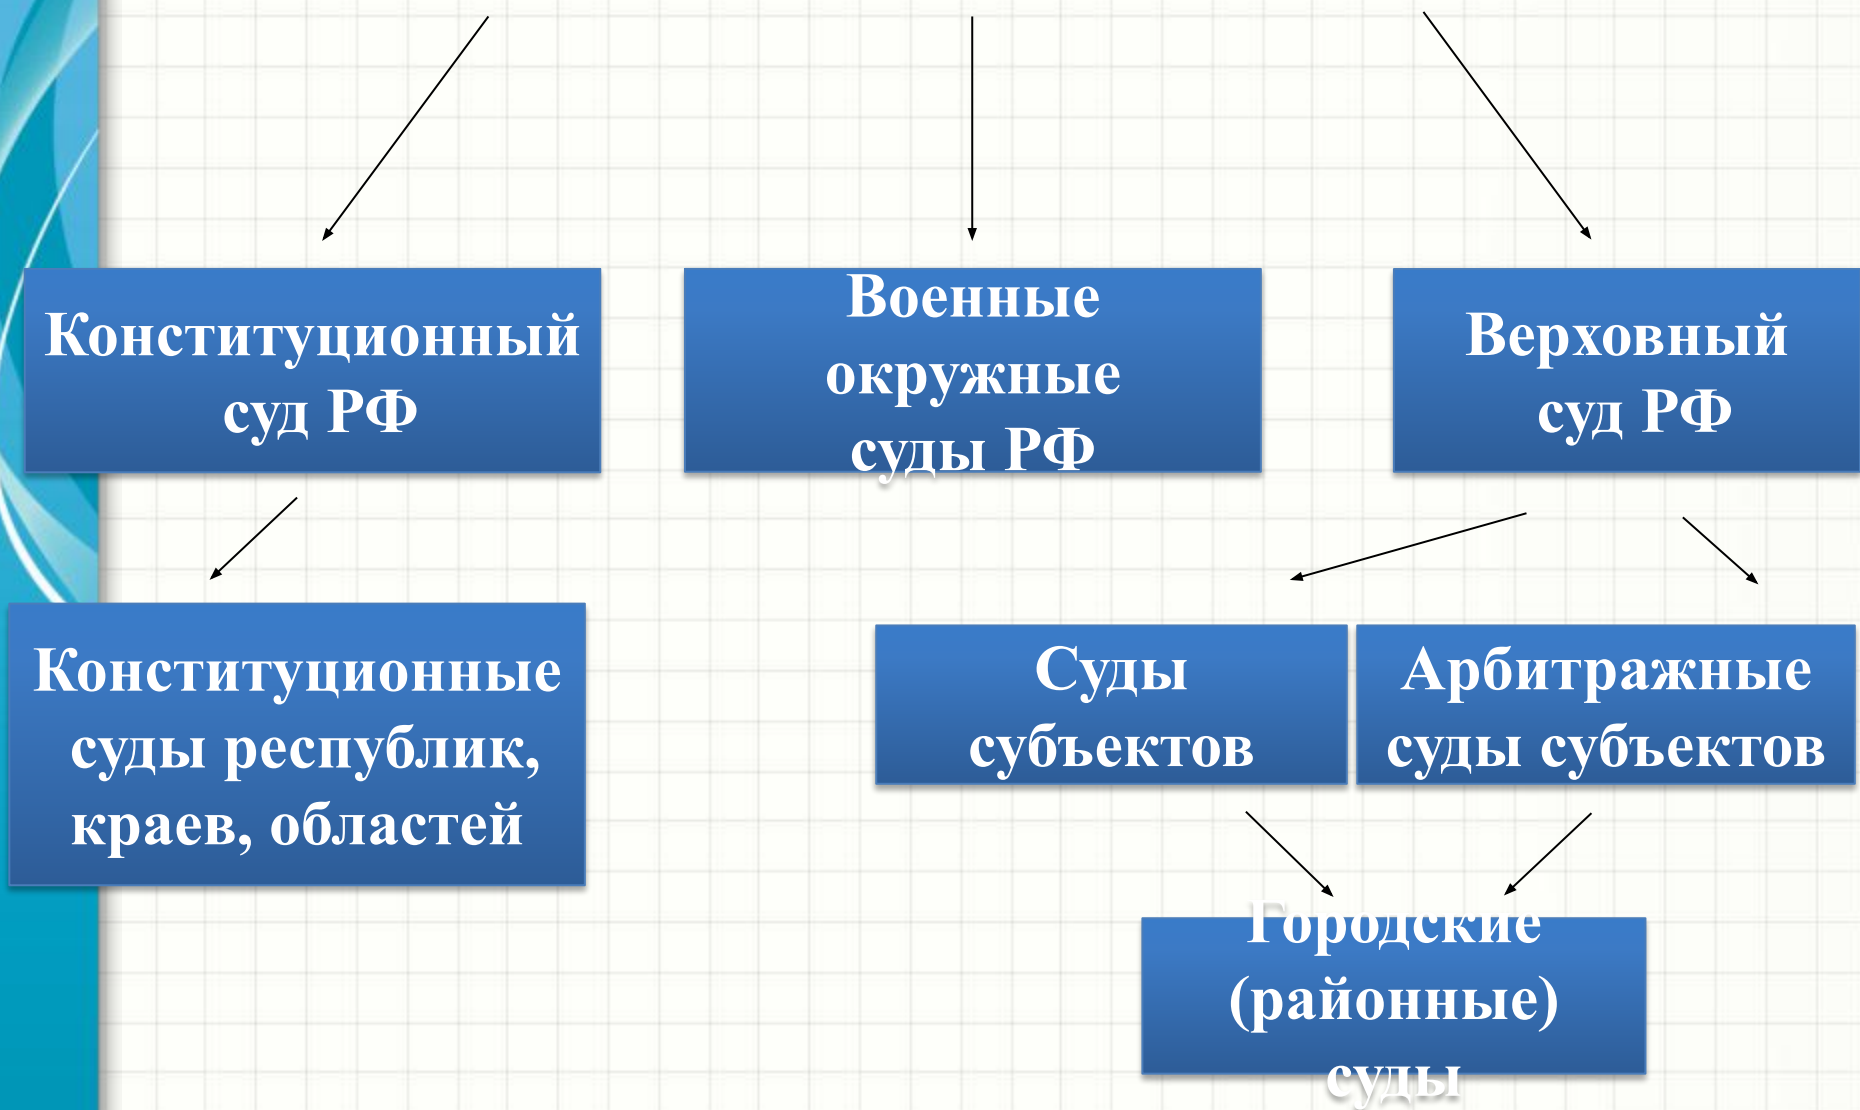 Конституционный
суд РФ
Военные
окружные
суды РФ
Верховный
суд РФ
Конституционные
суды республик,
краев, областей
Суды
субъектов
Арбитражные
суды субъектов
Городские
(районные)
суды